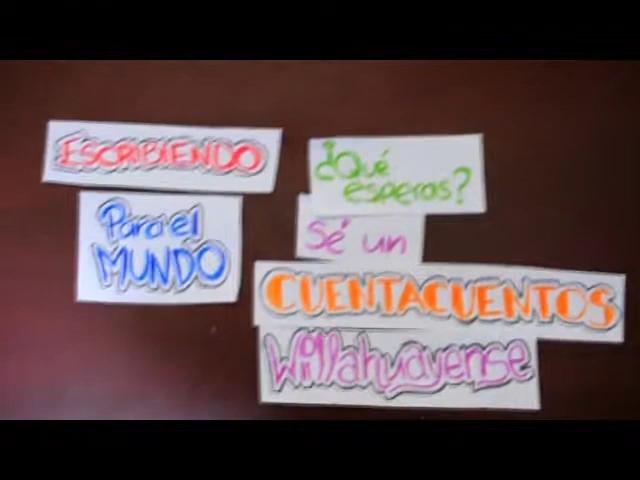 ESCRIBIENDO
Para el
MUNDO
¿Qué
esperas?
Sé un
CUENTACUENTOS
Willahuayense